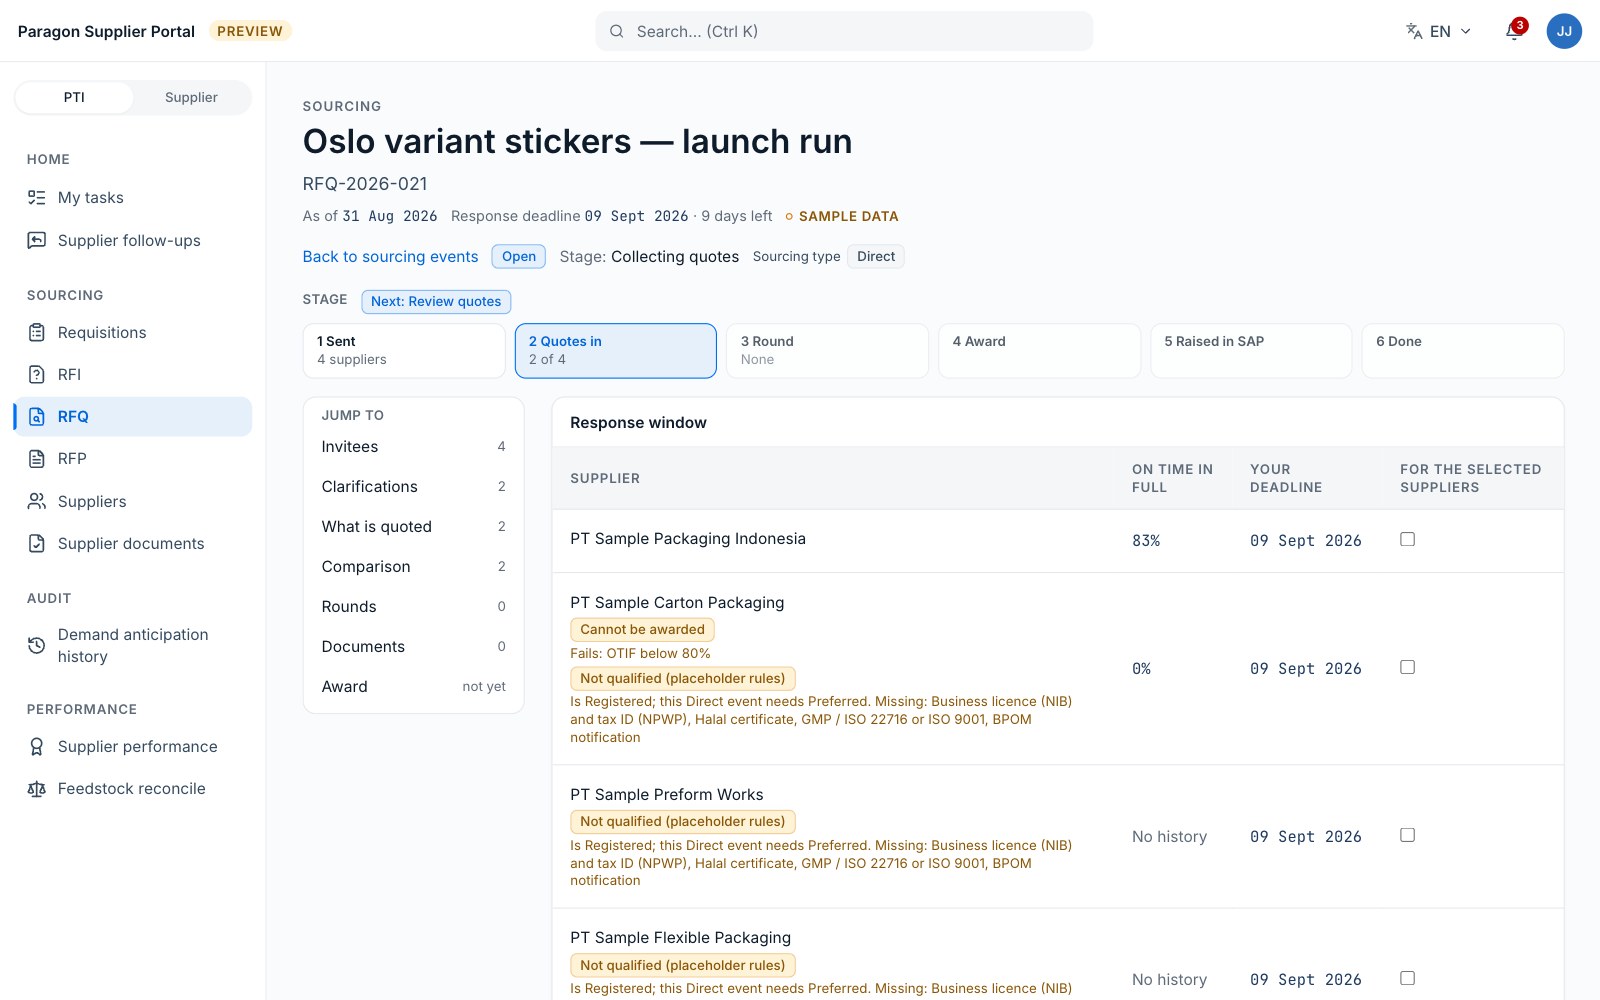 Paragon Supplier Portal PREVIEW
Search... (Ctrl K)
EN
3
JJ
PTI Supplier
HOME
My tasks
Supplier follow-ups
SOURCING
Requisitions
RFI
RFQ
RFP
Suppliers
Supplier documents
AUDIT
Demand anticipation
history
PERFORMANCE
Supplier performance
Feedstock reconcile
SOURCING
Oslo variant stickers — launch run
RFQ-2026-021
As of 31 Aug 2026 Response deadline 09 Sept 2026 · 9 days left SAMPLE DATA
Back to sourcing events Open Stage: Collecting quotes Sourcing type Direct
STAGE Next: Review quotes
1 Sent
4 suppliers
2 Quotes in
2 of 4
3 Round
None
4 Award
5 Raised in SAP
6 Done
JUMP TO
Invitees 4
Clarifications 2
What is quoted 2
Comparison 2
Rounds 0
Documents 0
Award not yet
Response window
SUPPLIER
ON TIME IN
FULL
YOUR
DEADLINE
FOR THE SELECTED
SUPPLIERS
PT Sample Packaging Indonesia
83% 09 Sept 2026
PT Sample Carton Packaging
Cannot be awarded
Fails: OTIF below 80%
Not qualified (placeholder rules)
Is Registered; this Direct event needs Preferred. Missing: Business licence (NIB)
and tax ID (NPWP), Halal certificate, GMP / ISO 22716 or ISO 9001, BPOM
notification
0% 09 Sept 2026
PT Sample Preform Works
Not qualified (placeholder rules)
Is Registered; this Direct event needs Preferred. Missing: Business licence (NIB)
and tax ID (NPWP), Halal certificate, GMP / ISO 22716 or ISO 9001, BPOM
notification
No history 09 Sept 2026
PT Sample Flexible Packaging
Not qualified (placeholder rules)
Is Registered; this Direct event needs Preferred. Missing: Business licence (NIB)
No history 09 Sept 2026